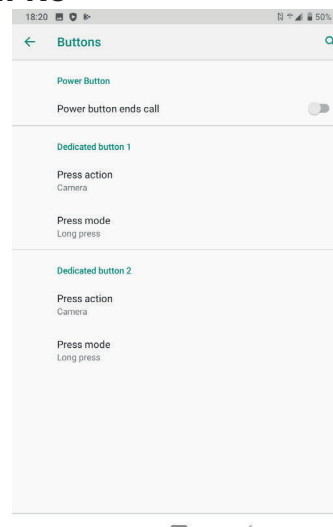 18:20
50%
Buttons
Power Button
Power button ends call
Dedicated button 1
Press action
Camera
Press mode
Long press
Dedicated button 2
Press action
Camera
Press mode
Long press